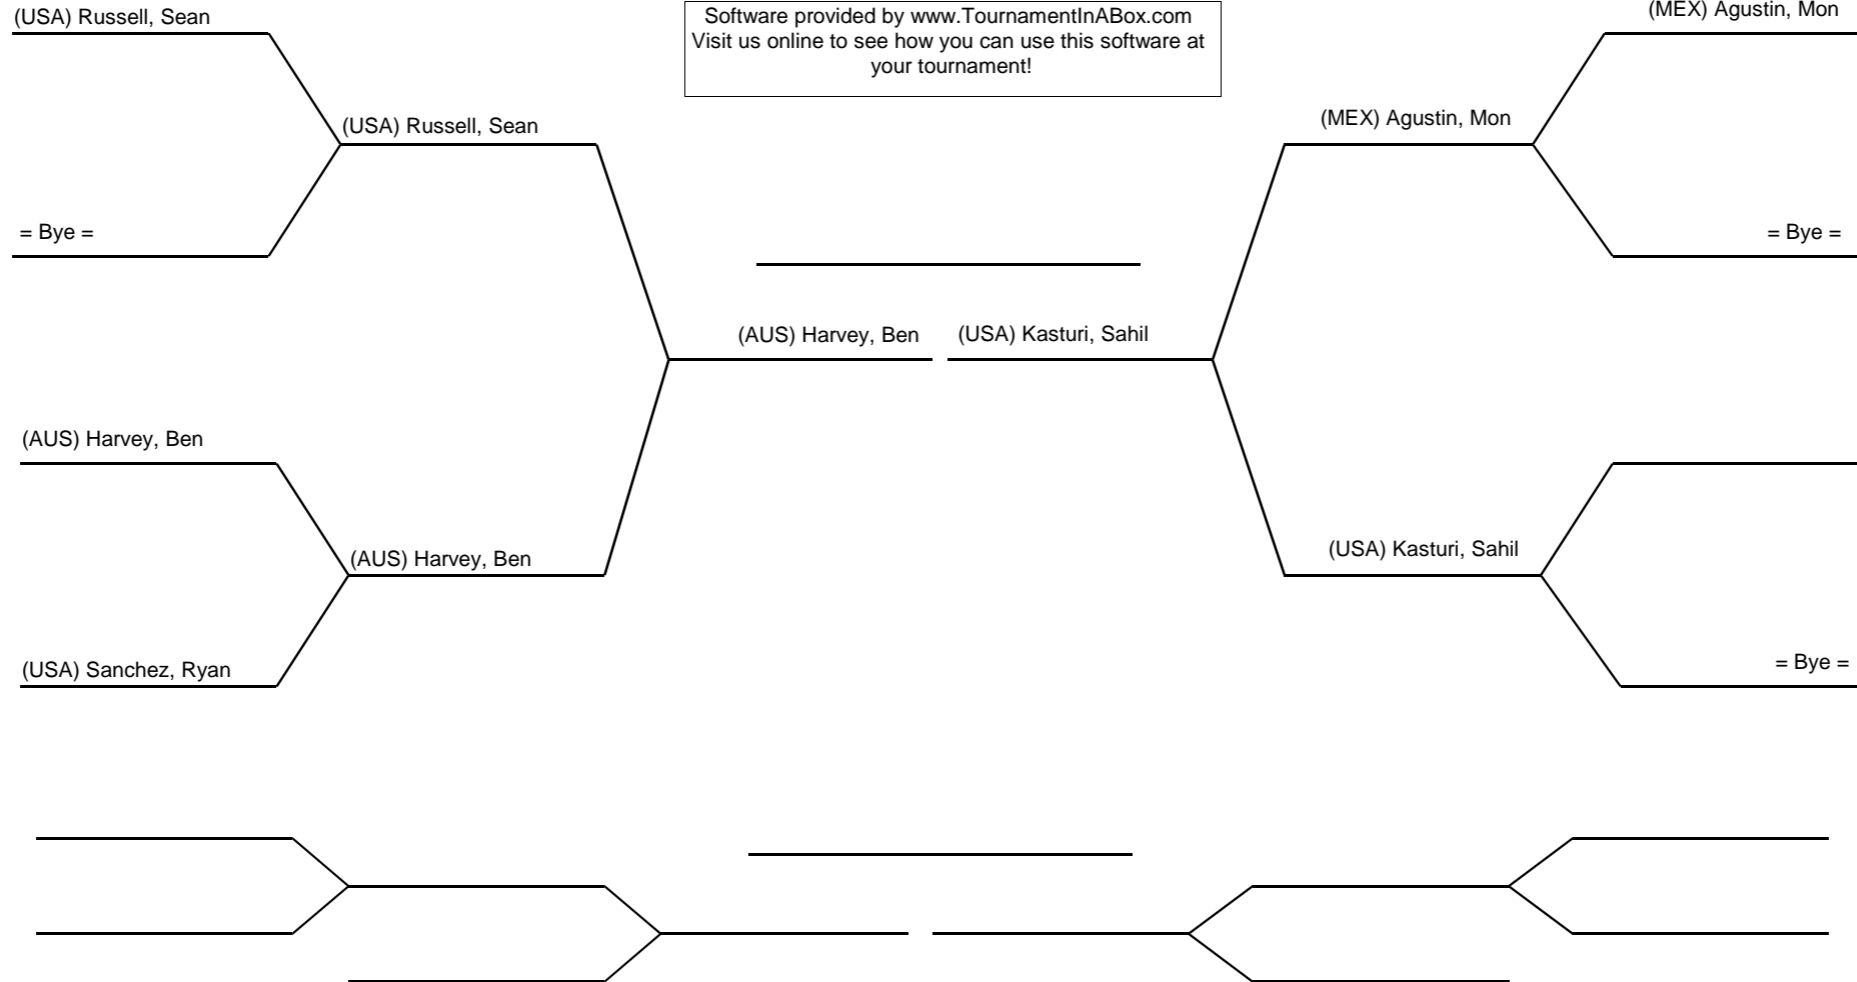 (USA) Russell, Sean
Software provided by www.TournamentInABox.com
Visit us online to see how you can use this software at
your tournament!
(MEX) Agustin, Mon
(USA) Russell, Sean
(MEX) Agustin, Mon
= Bye =
= Bye =
(AUS) Harvey, Ben
(USA) Kasturi, Sahil
(AUS) Harvey, Ben
(AUS) Harvey, Ben
(USA) Kasturi, Sahil
(USA) Sanchez, Ryan
= Bye =